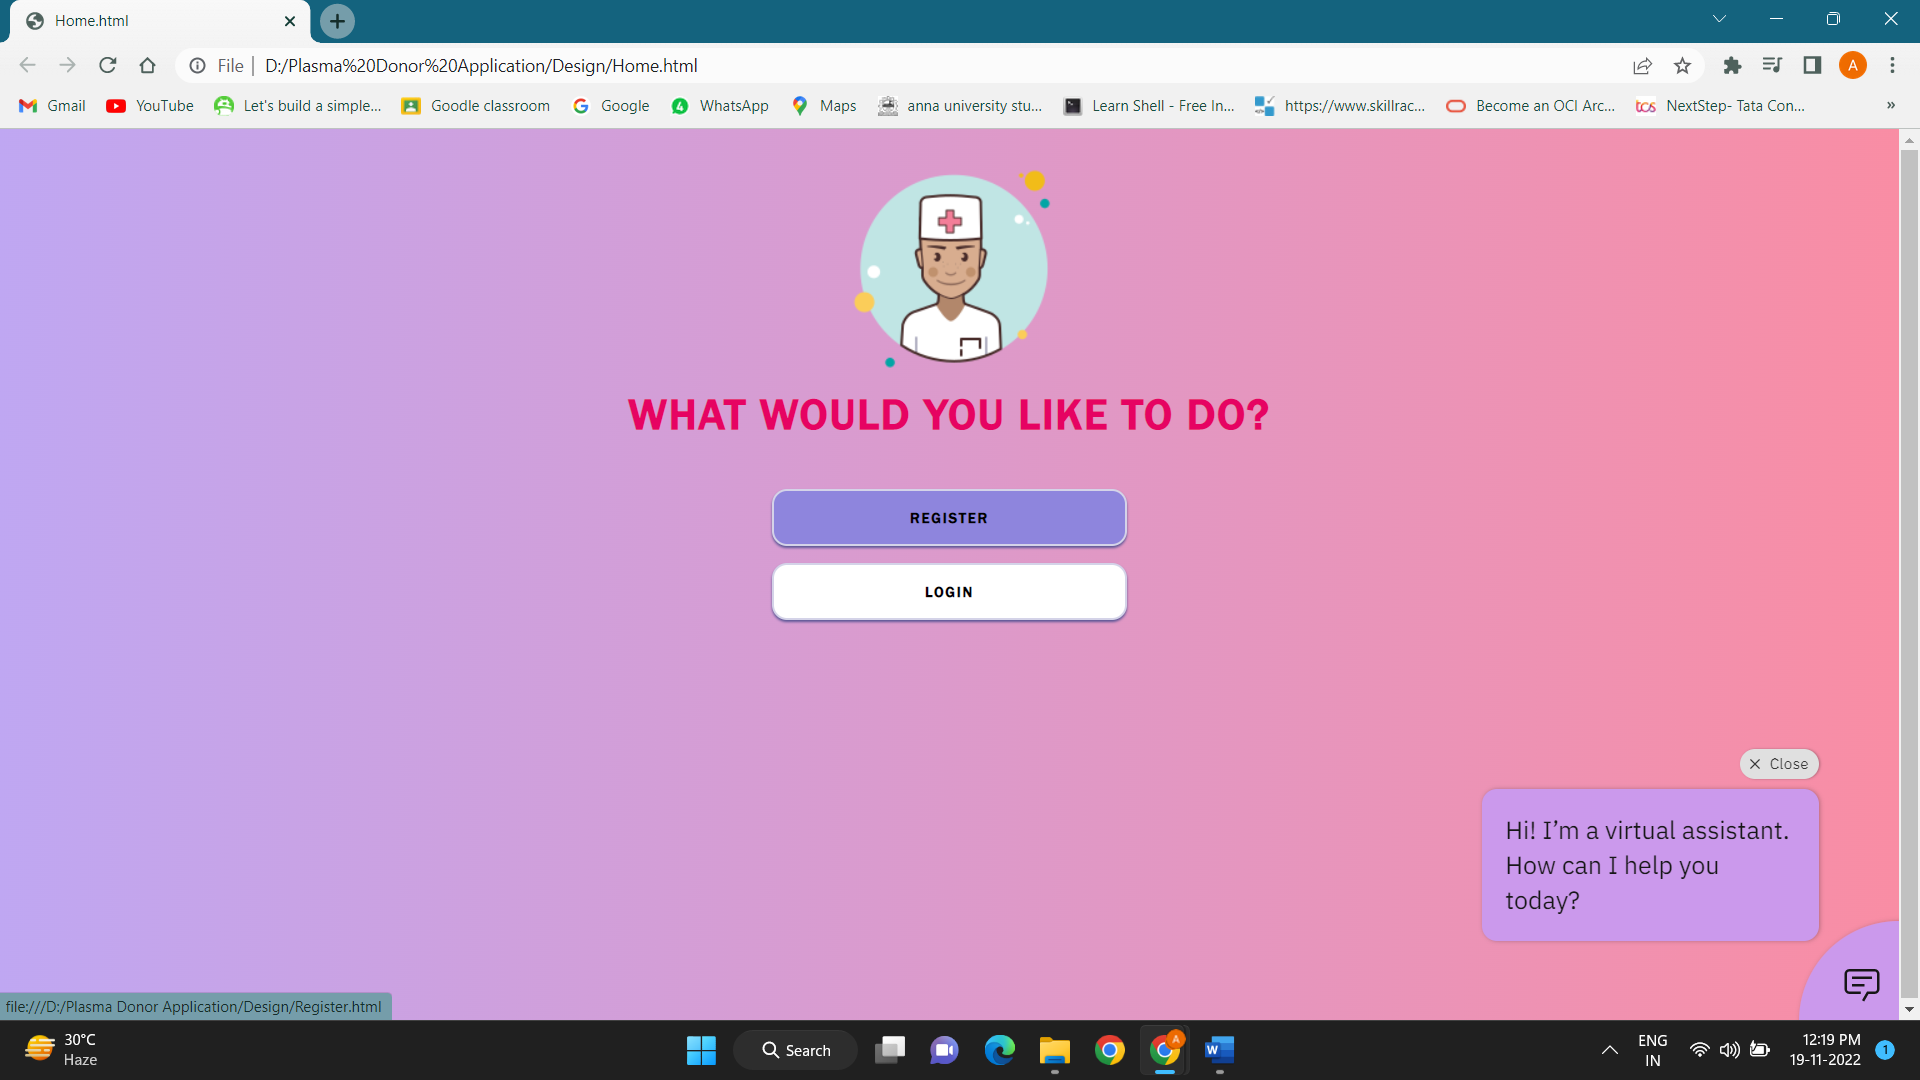 Home.html
File
D:/Plasma%20Donor%20Application/Design/Home.html
A
Gmail
YouTube
Let's build a simple...
Goodle classroom
Google
4
WhatsApp
Maps
anna university stu...
Learn Shell - Free In...
https://www.skillrac...
Become an OCI Arc...
tcs
NextStep- Tata Con...
»
WHAT WOULD YOU LIKE TO DO?
REGISTER
LOGIN
Close
Hi! I’m a virtual assistant.
How can I help you
today?
file:///D:/Plasma Donor Application/Design/Register.html
30°C
Haze
Search
A
W
ENG
IN
12:19 PM
19-11-2022
1